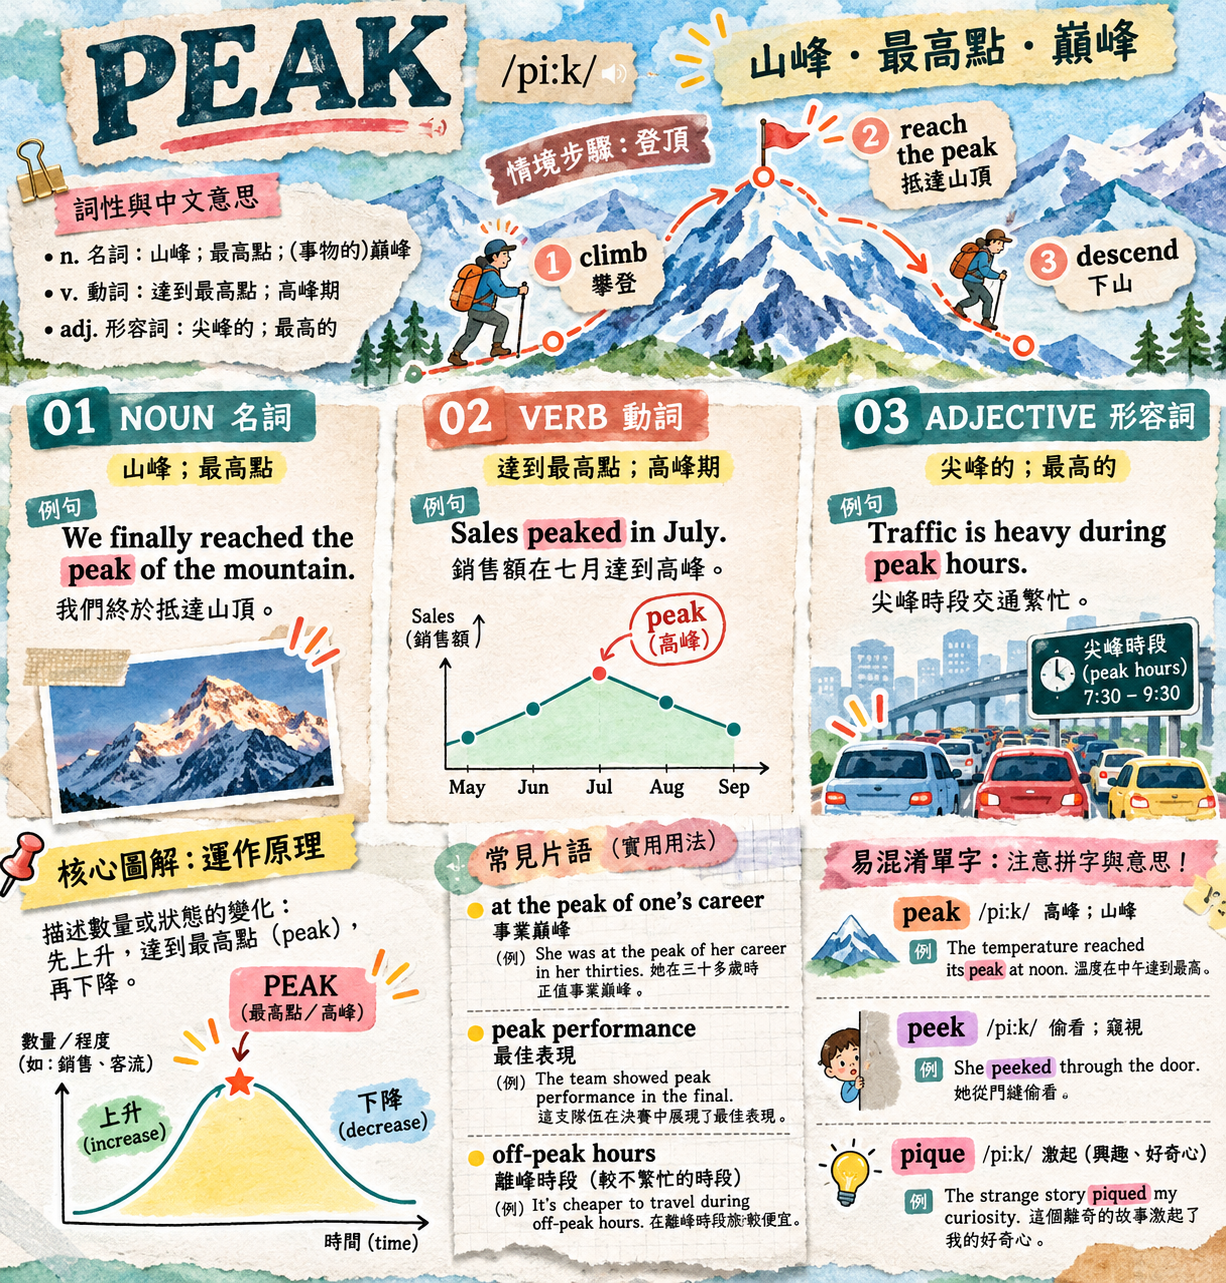 PEAK
/pi:k/
山峰・最高點・巔峰
情境步驟：登頂
1 climb
攀登
2 reach
the peak
抵達山頂
3 descend
下山
詞性與中文意思
• n. 名詞：山峰；最高點；(事物的)巔峰
• v. 動詞：達到最高點；高峰期
• adj. 形容詞：尖峰的；最高的
01 NOUN 名詞
山峰；最高點
例句
We finally reached the
peak of the mountain.
我們終於抵達山頂。
02 VERB 動詞
達到最高點；高峰期
例句
Sales peaked in July.
銷售額在七月達到高峰。
Sales
(銷售額)
peak
(高峰)
May Jun Jul Aug Sep
03 ADJECTIVE 形容詞
尖峰的；最高的
例句
Traffic is heavy during
peak hours.
尖峰時段交通繁忙。
尖峰時段
(peak hours)
7:30 – 9:30
核心圖解：運作原理
描述數量或狀態的變化：
先上升，達到最高點（peak），
再下降。
PEAK
(最高點／高峰)
數量／程度
(如：銷售、客流)
上升
(increase)
下降
(decrease)
時間 (time)
常見片語（實用用法）
at the peak of one's career
事業巔峰
(例) She was at the peak of her career
in her thirties. 她在三十多歲時
正值事業巔峰。
peak performance
最佳表現
(例) The team showed peak
performance in the final.
這支隊伍在決賽中展現了最佳表現。
off-peak hours
離峰時段（較不繁忙的時段）
(例) It's cheaper to travel during
off-peak hours. 在離峰時段旅較便宜。
易混淆單字：注意拼字與意思！
peak /pi:k/ 高峰；山峰
例 The temperature reached
its peak at noon. 溫度在中午達到最高。
peek /pi:k/ 偷看；窺視
例 She peeked through the door.
她從門縫偷看。
pique /pi:k/ 激起（興趣、好奇心）
例 The strange story piqued my
curiosity. 這個離奇的故事激起了
我的好奇心。